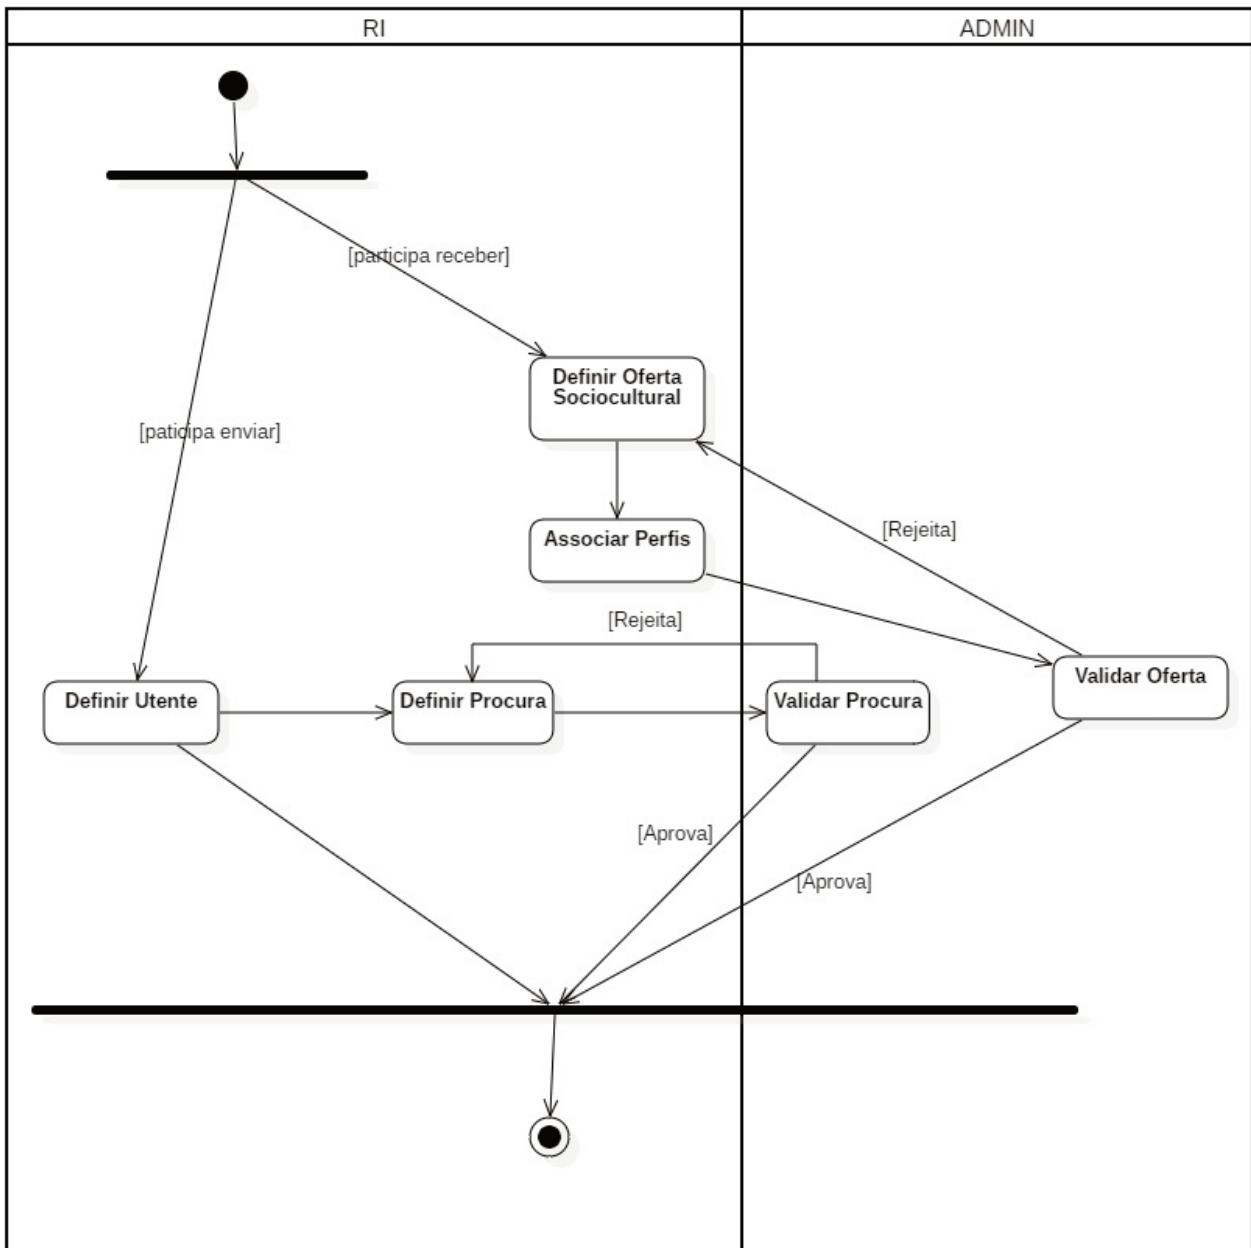 RI
ADMIN
[participa receber]
Definir Oferta
Sociocultural
[paticipa enviar]
[Rejeita]
Associar Perfis
[Rejeita]
Validar Oferta
Definir Utente
Definir Procura
Validar Procura
[Aprova]
[Aprova]